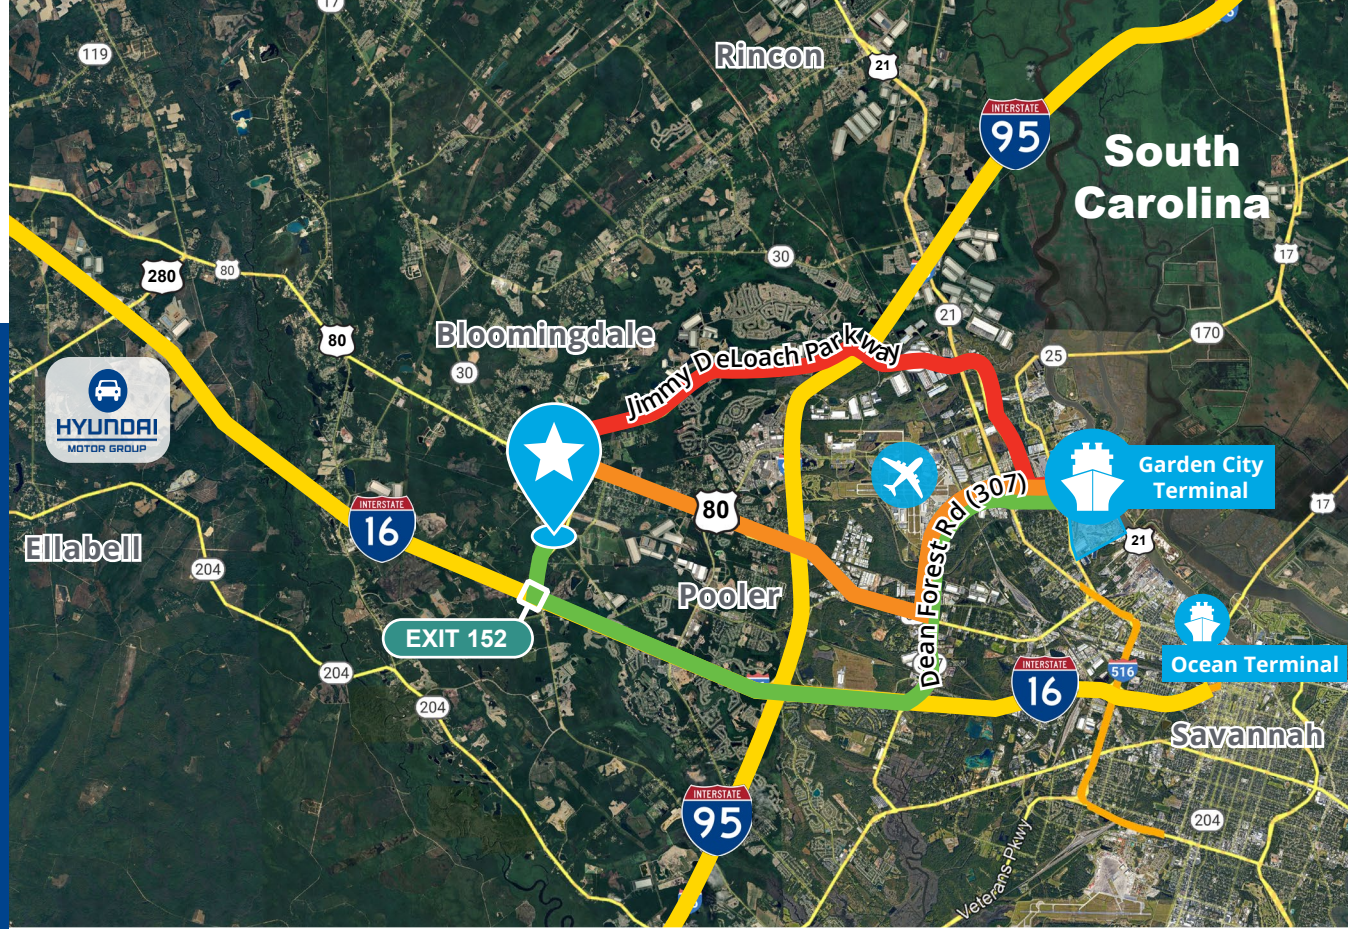 17
119
Rincon
21
INTERSTATE
95
South
Carolina
30
17
280
80
21
170
80
Bloomingdale
Jimmy DeLoach Parkway
25
30
HYUNDAI
MOTOR GROUP
Garden City
Terminal
INTERSTATE
16
80
Dean Forest Rd (307)
17
21
Ellabell
204
Pooler
EXIT 152
Ocean Terminal
INTERSTATE
16
516
204
204
Savannah
INTERSTATE
95
204
Veterans Pkwy